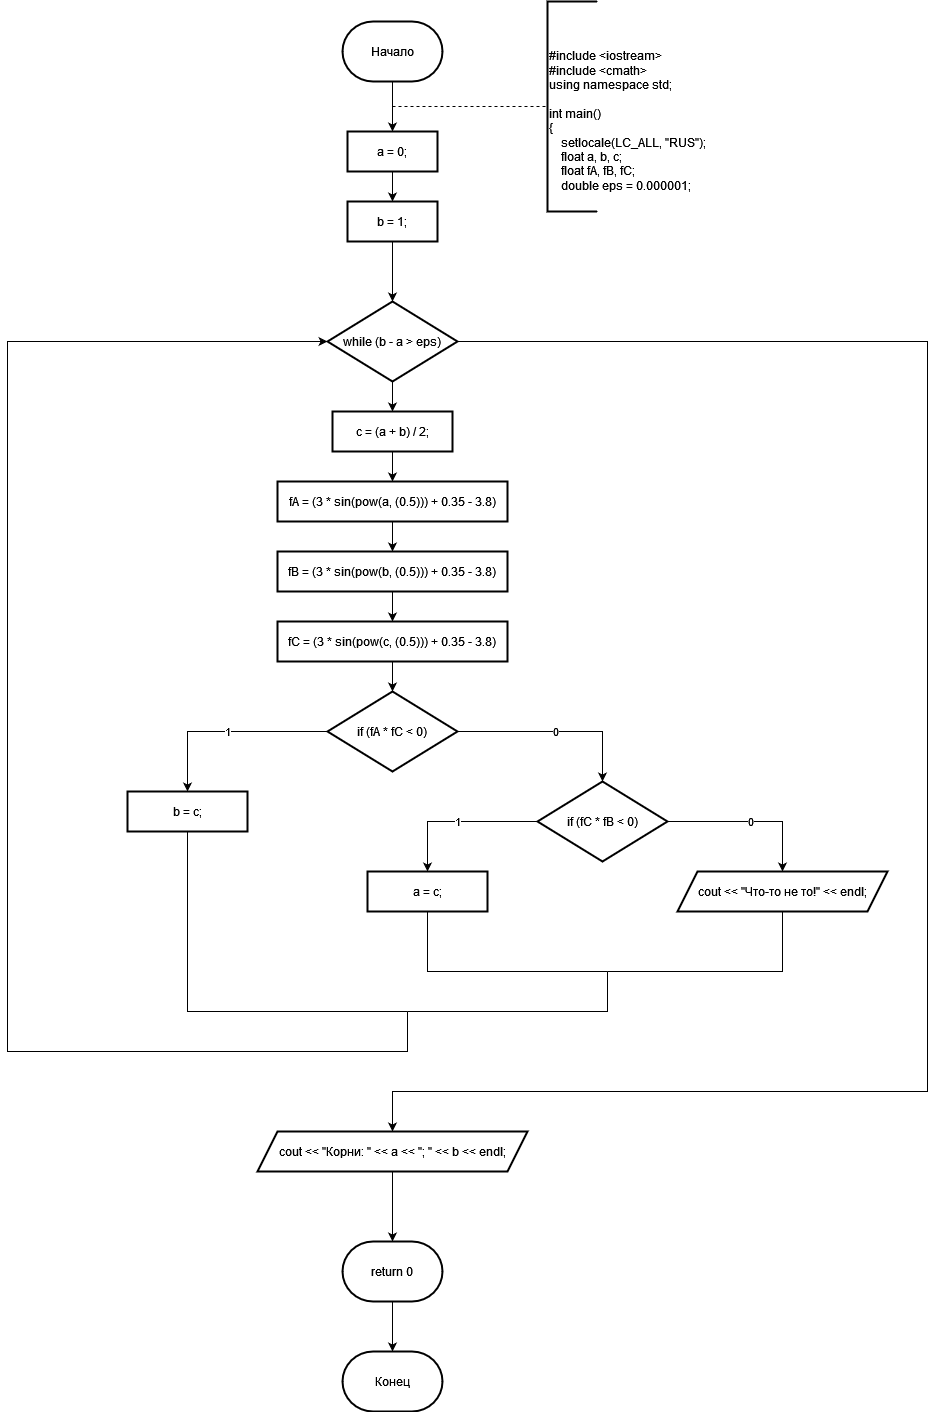 Начало
#include <iostream>
#include <cmath>
using namespace std;
int main()
{
setlocale(LC_ALL, "RUS");
float a, b, c;
float fA, fB, fC;
double eps = 0.000001;
a = 0;
b = 1;
while (b - a > eps)
c = (a + b) / 2;
fA = (3 * sin(pow(a, (0.5))) + 0.35 - 3.8)
fB = (3 * sin(pow(b, (0.5))) + 0.35 - 3.8)
fC = (3 * sin(pow(c, (0.5))) + 0.35 - 3.8)
1
if (fA * fC < 0)
0
b = c;
1
if (fC * fB < 0)
0
a = c;
cout << "Что-то не то!" << endl;
cout << "Корни: " << a << "; " << b << endl;
return 0
Конец